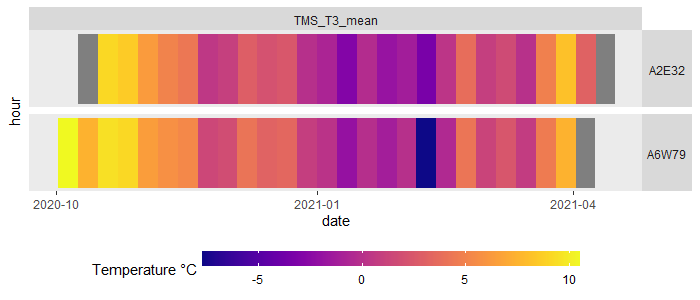 TMS_T3_mean
hour
A2E32
A6W79
2020-10 2021-01 2021-04
date
Temperature °C
-5 0 5 10